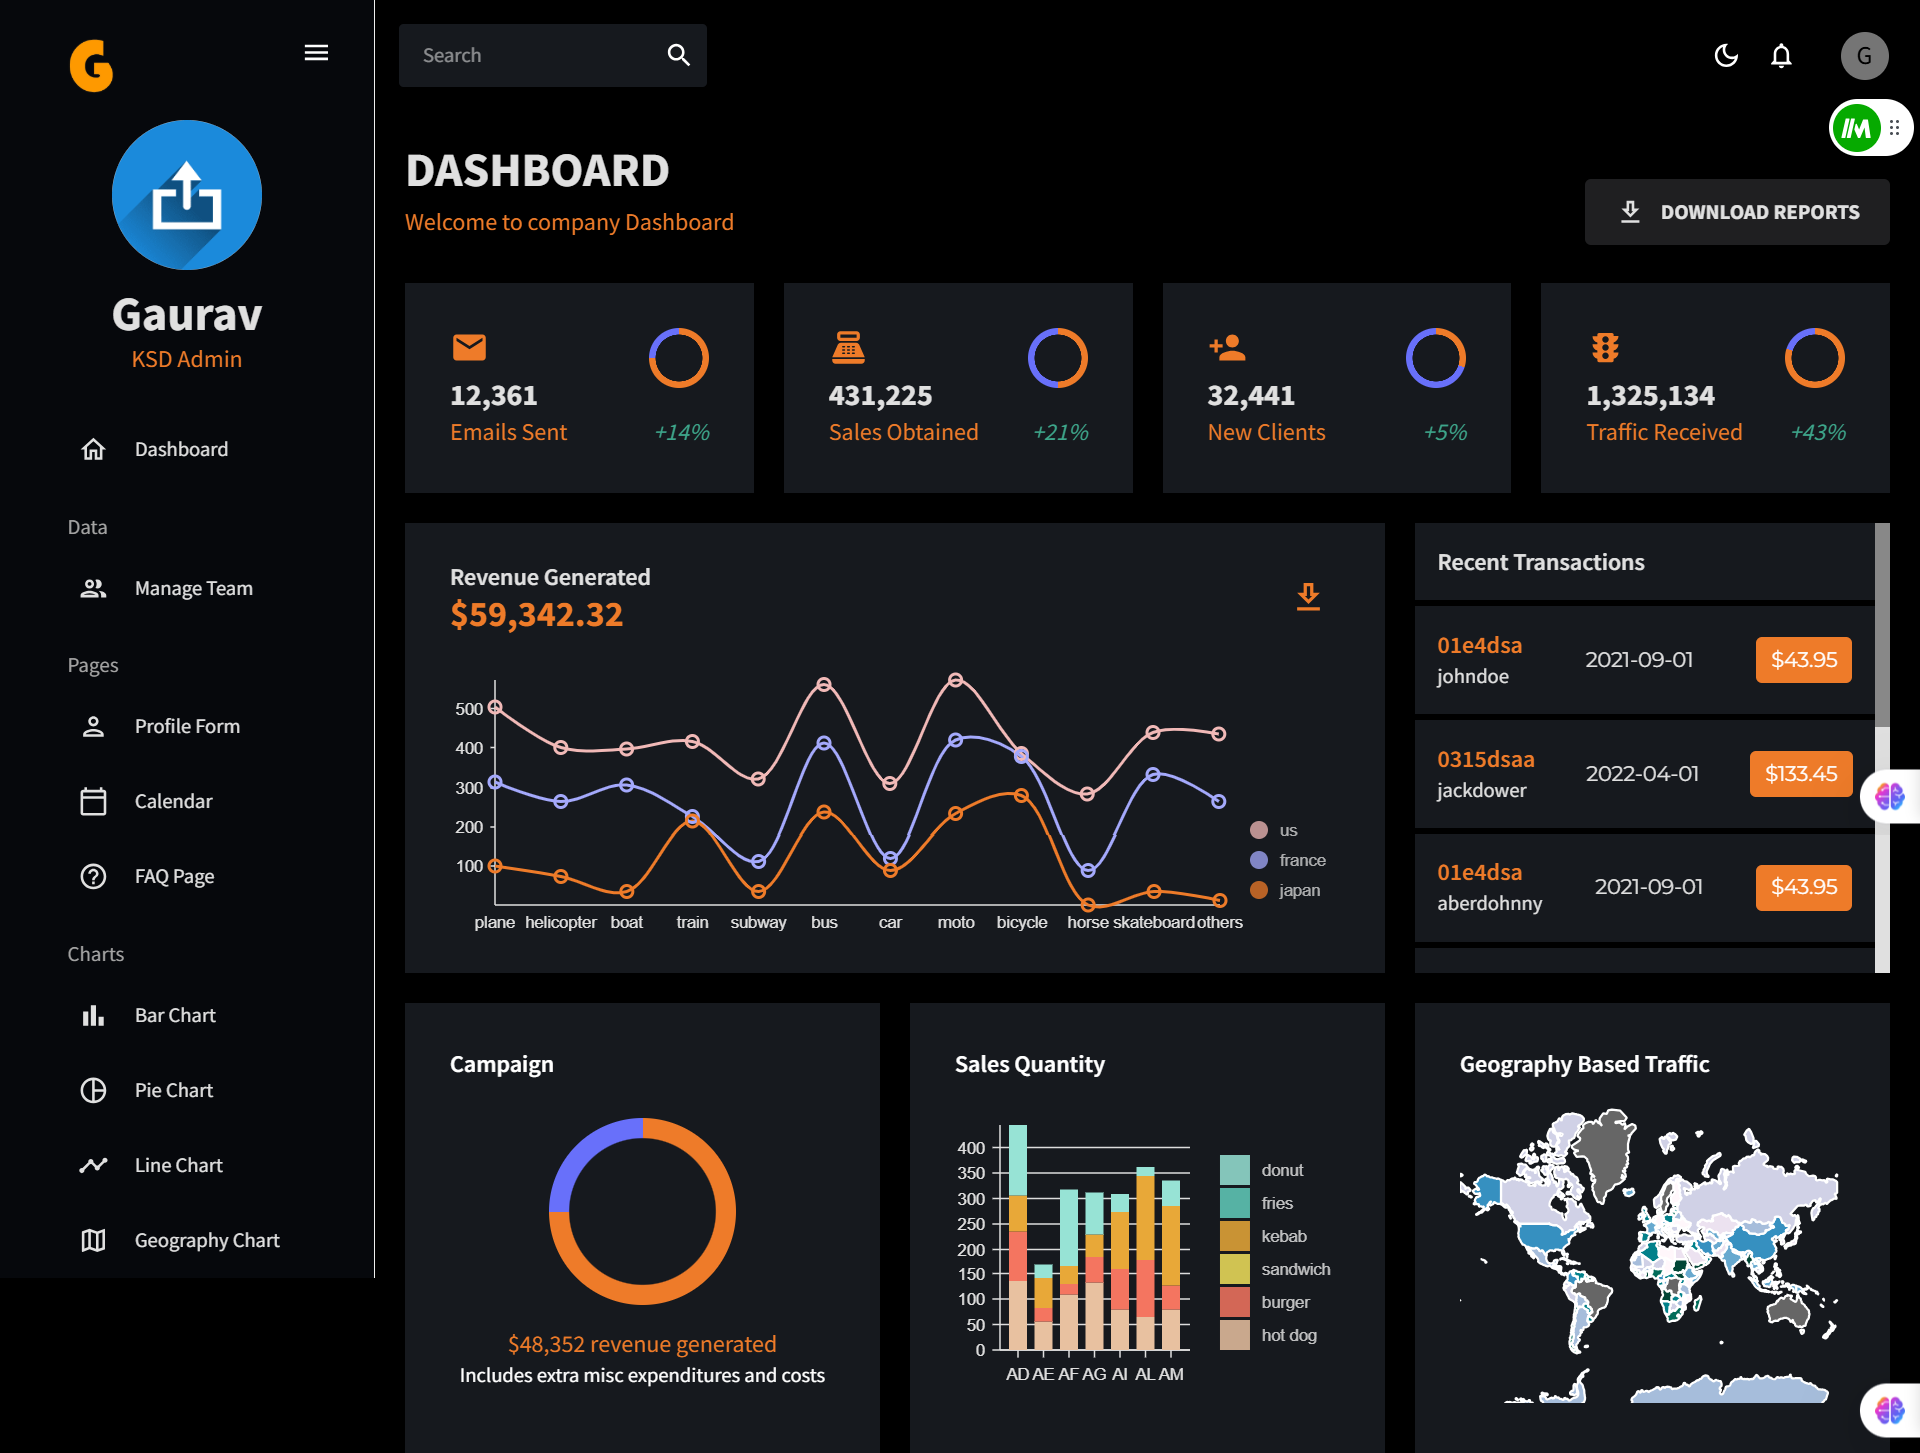 G
Gaurav
KSD Admin
Dashboard
Data
Manage Team
Pages
Profile Form
Calendar
FAQ Page
Charts
Bar Chart
Pie Chart
Line Chart
Geography Chart
Search
G
M
DASHBOARD
Welcome to company Dashboard
DOWNLOAD REPORTS
12,361
Emails Sent
+14%
431,225
Sales Obtained
+21%
32,441
New Clients
+5%
1,325,134
Traffic Received
+43%
Revenue Generated
$59,342.32
500
400
300
200
100
plane helicopter boat train subway bus car moto bicycle horse skateboard others
us
france
japan
Recent Transactions
01e4dsa
johndoe
2021-09-01
$43.95
0315dsaa
jackdower
2022-04-01
$133.45
01e4dsa
aberdohnny
2021-09-01
$43.95
Campaign
$48,352 revenue generated
Includes extra misc expenditures and costs
Sales Quantity
400
350
300
250
200
150
100
50
0
AD AE AF AG AI AL AM
donut
fries
kebab
sandwich
burger
hot dog
Geography Based Traffic